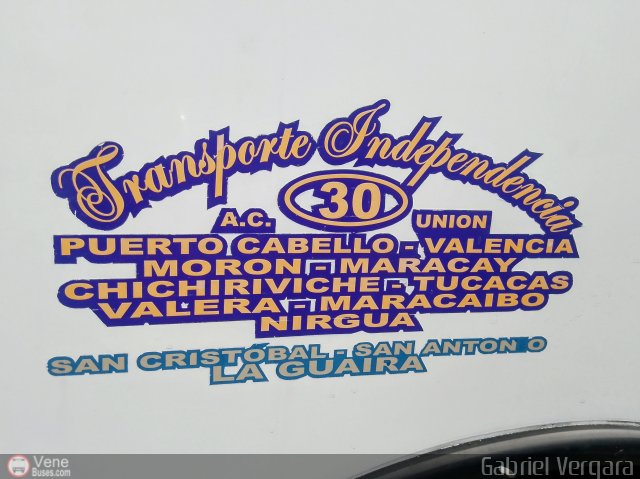 Transporte Independencia
A.C. 30 UNION
PUERTO CABELLO - VALENCIA
MORON - MARACAY
CHICHIRIVICHE - TUCACAS
VALERA - MARACAIBO
NIRGUA
SAN CRISTÓBAL - SAN ANTON O
LA GUAIRA
Vene
Buses.com
Gabriel Vergara